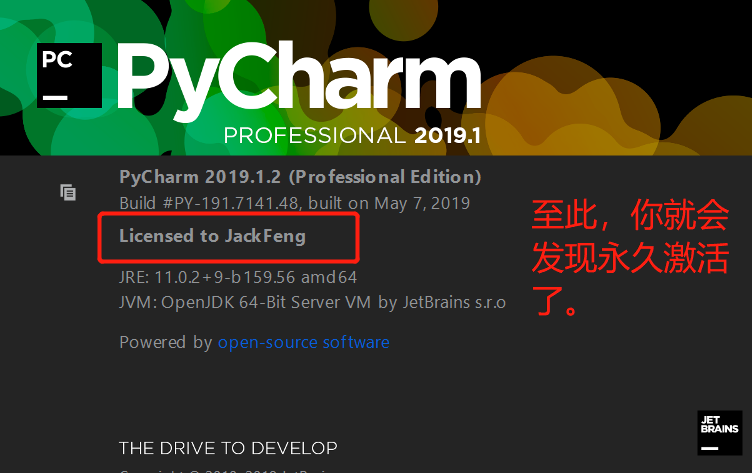 PC
PyCharm
PROFESSIONAL 2019.1
PyCharm 2019.1.2 (Professional Edition)
Build #PY-191.7141.48, built on May 7, 2019
Licensed to JackFeng
JRE: 11.0.2+9-b159.56 amd64
JVM: OpenJDK 64-Bit Server VM by JetBrains s.r.o
Powered by open-source software
至此，你就会
发现永久激活
了。
JET
BRAINS
THE DRIVE TO DEVELOP